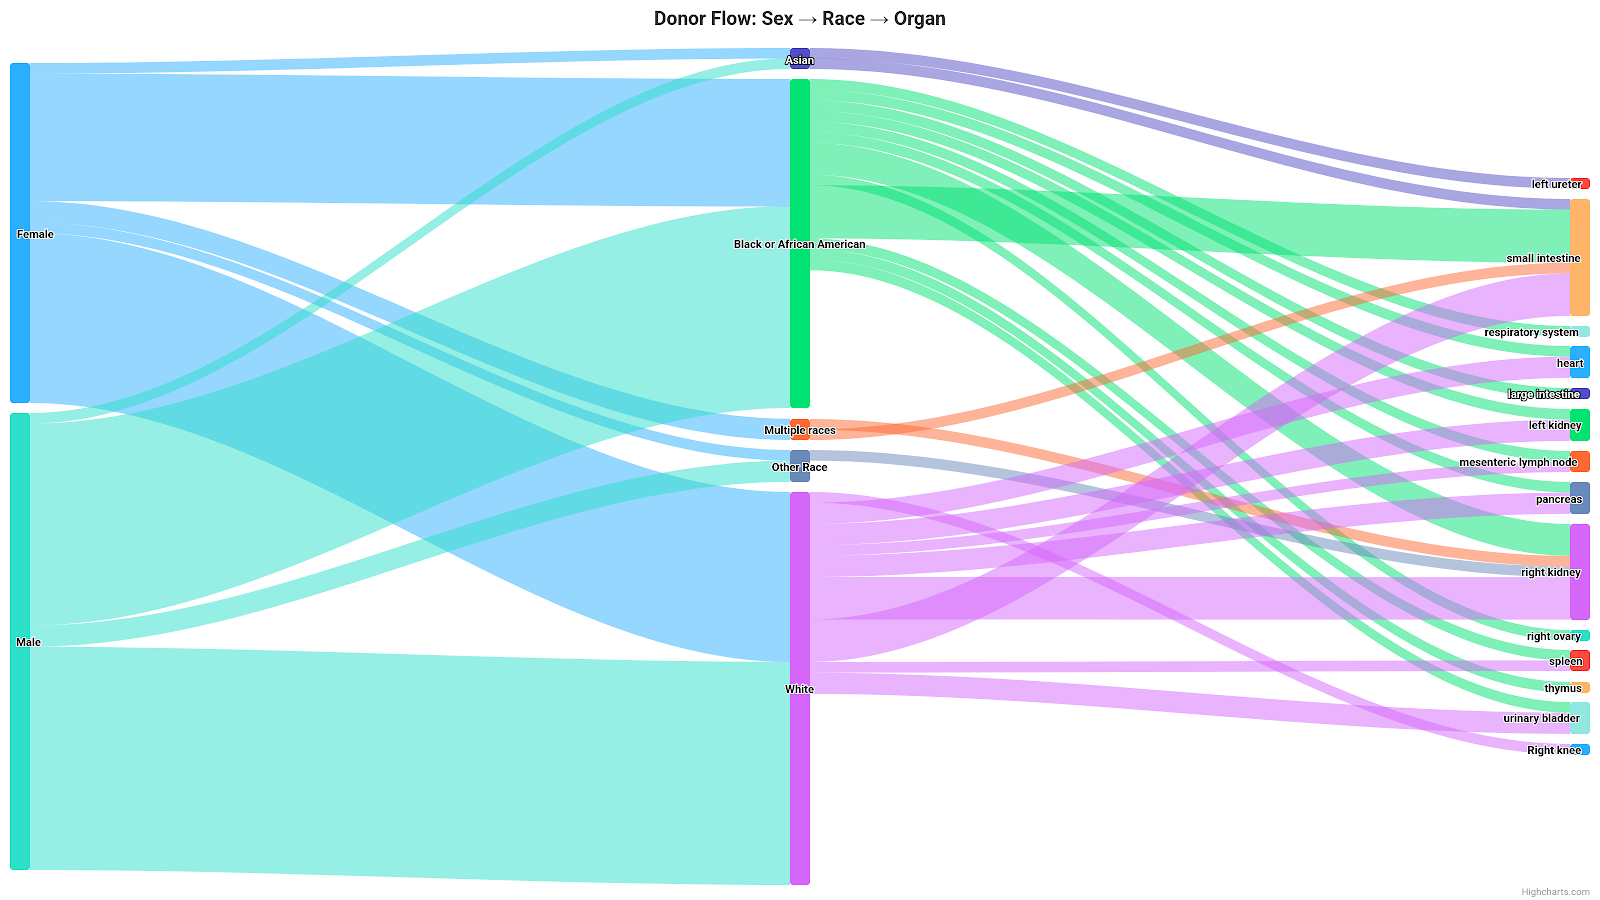 Donor Flow: Sex → Race → Organ
Female
Male
Asian
Black or African American
Multiple races
Other Race
White
left ureter
small intestine
respiratory system
heart
large intestine
left kidney
mesenteric lymph node
pancreas
right kidney
right ovary
spleen
thymus
urinary bladder
Right knee
Highcharts.com